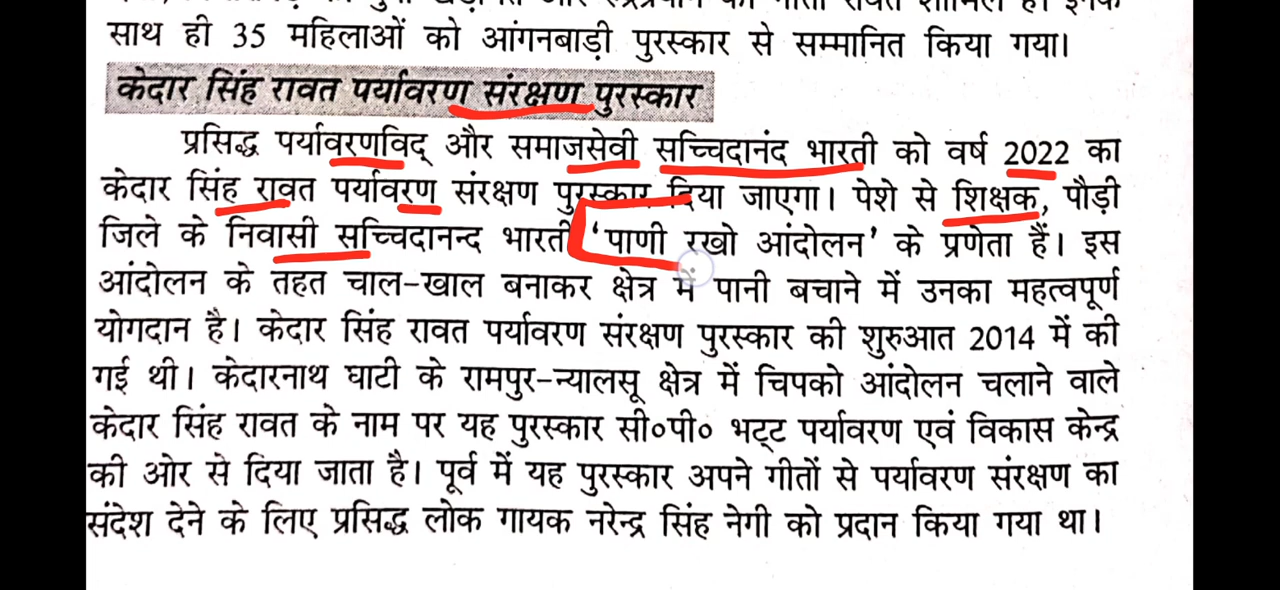 साथ ही 35 महिलाओं को आंगनबाड़ी पुरस्कार से सम्मानित किया गया।
केदार सिंह रावत पर्यावरण संरक्षण पुरस्कार
प्रसिद्ध पर्यावरणविद् और समाजसेवी सच्चिदानंद भारती को वर्ष 2022 का
केदार सिंह रावत पर्यावरण संरक्षण पुरस्कार दिया जाएगा। पेशे से शिक्षक, पौड़ी
जिले के निवासी सच्चिदानन्द भारती ‘पाणी रखो आंदोलन’ के प्रणेता हैं। इस
आंदोलन के तहत चाल-खाल बनाकर क्षेत्र में पानी बचाने में उनका महत्वपूर्ण
योगदान है। केदार सिंह रावत पर्यावरण संरक्षण पुरस्कार की शुरुआत 2014 में की
गई थी। केदारनाथ घाटी के रामपुर-न्यालसू क्षेत्र में चिपको आंदोलन चलाने वाले
केदार सिंह रावत के नाम पर यह पुरस्कार सी०पी० भट्ट पर्यावरण एवं विकास केन्द्र
की ओर से दिया जाता है। पूर्व में यह पुरस्कार अपने गीतों से पर्यावरण संरक्षण का
संदेश देने के लिए प्रसिद्ध लोक गायक नरेन्द्र सिंह नेगी को प्रदान किया गया था।